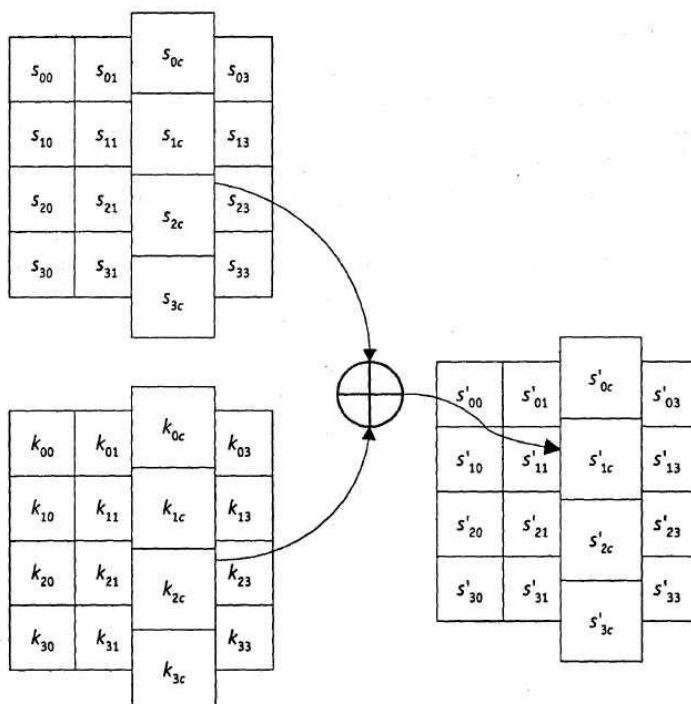 s00 s01 s0c s03
s10 s11 s1c s13
s20 s21 s2c s23
s30 s31 s3c s33
k00 k01 k0c k03
k10 k11 k1c k13
k20 k21 k2c k23
k30 k31 k3c k33
s'00 s'01 s'0c s'03
s'10 s'11 s'1c s'13
s'20 s'21 s'2c s'23
s'30 s'31 s'3c s'33